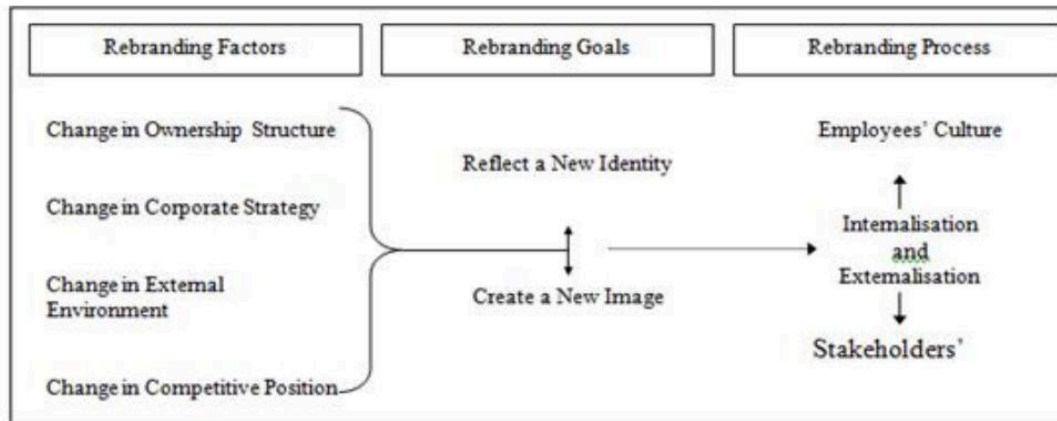 Rebranding Factors
Rebranding Goals
Rebranding Process
Change in Ownership Structure
Change in Corporate Strategy
Change in External
Environment
Change in Competitive Position
Reflect a New Identity
Create a New Image
Employees’ Culture
Internalisation
and
Externalisation
Stakeholders’